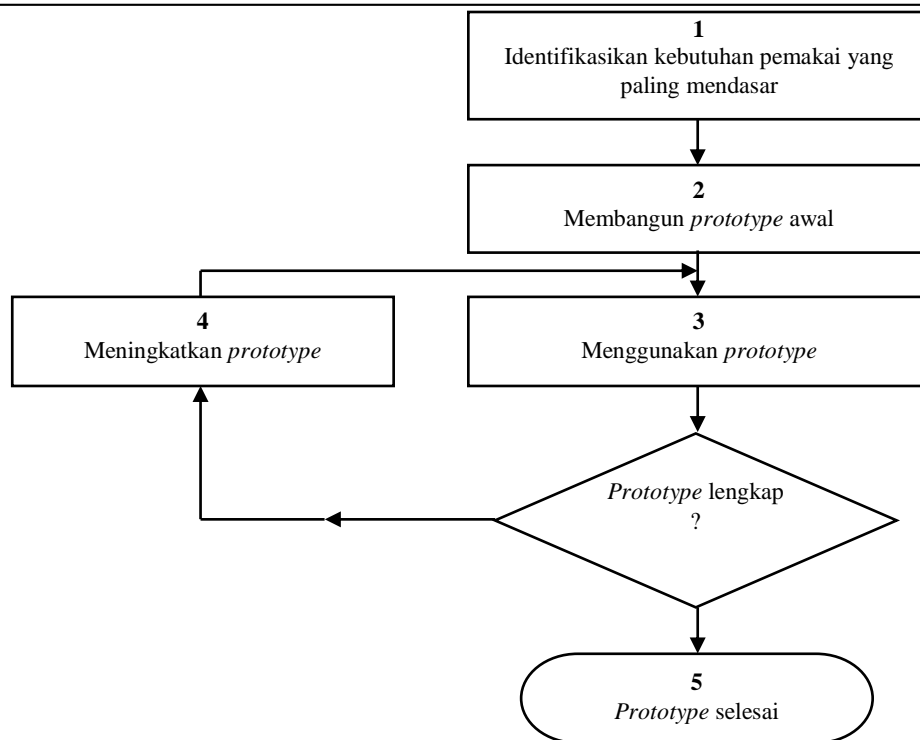 1
Identifikasikan kebutuhan pemakai yang
paling mendasar
2
Membangun prototype awal
4
Meningkatkan prototype
3
Menggunakan prototype
Prototype lengkap
?
5
Prototype selesai